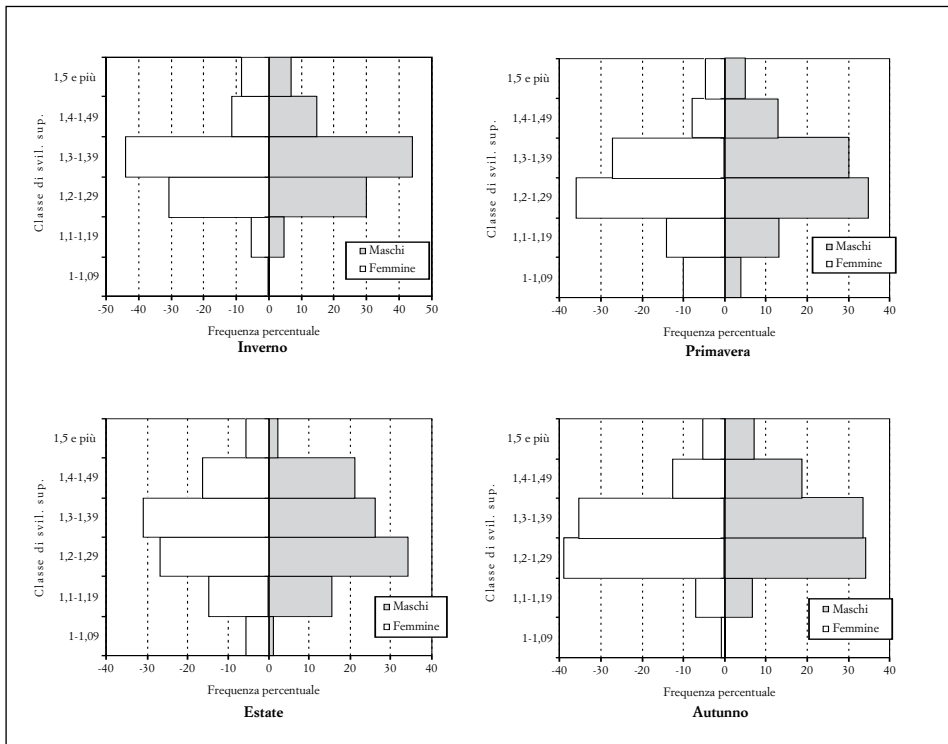 1,5 e più
1,4-1,49
1,3-1,39
1,2-1,29
1,1-1,19
1-1,09
Classe di svil. sup.
Maschi
Femmine
-50 -40 -30 -20 -10 0 10 20 30 40 50
Frequenza percentuale
Inverno
1,5 e più
1,4-1,49
1,3-1,39
1,2-1,29
1,1-1,19
1-1,09
Classe di svil. sup.
Maschi
Femmine
-40 -30 -20 -10 0 10 20 30 40
Frequenza percentuale
Primavera
1,5 e più
1,4-1,49
1,3-1,39
1,2-1,29
1,1-1,19
1-1,09
Classe di svil. sup.
Maschi
Femmine
-40 -30 -20 -10 0 10 20 30 40
Frequenza percentuale
Estate
1,5 e più
1,4-1,49
1,3-1,39
1,2-1,29
1,1-1,19
1-1,09
Classe di svil. sup.
Maschi
Femmine
-40 -30 -20 -10 0 10 20 30 40
Frequenza percentuale
Autunno